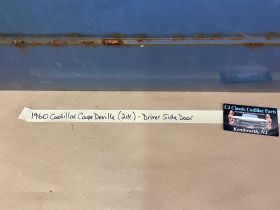 1960 Cadillac Coupe Deville (2dr) - Driver Side Door
CJ Classic Cadillac Parts
Kenilworth, NJ